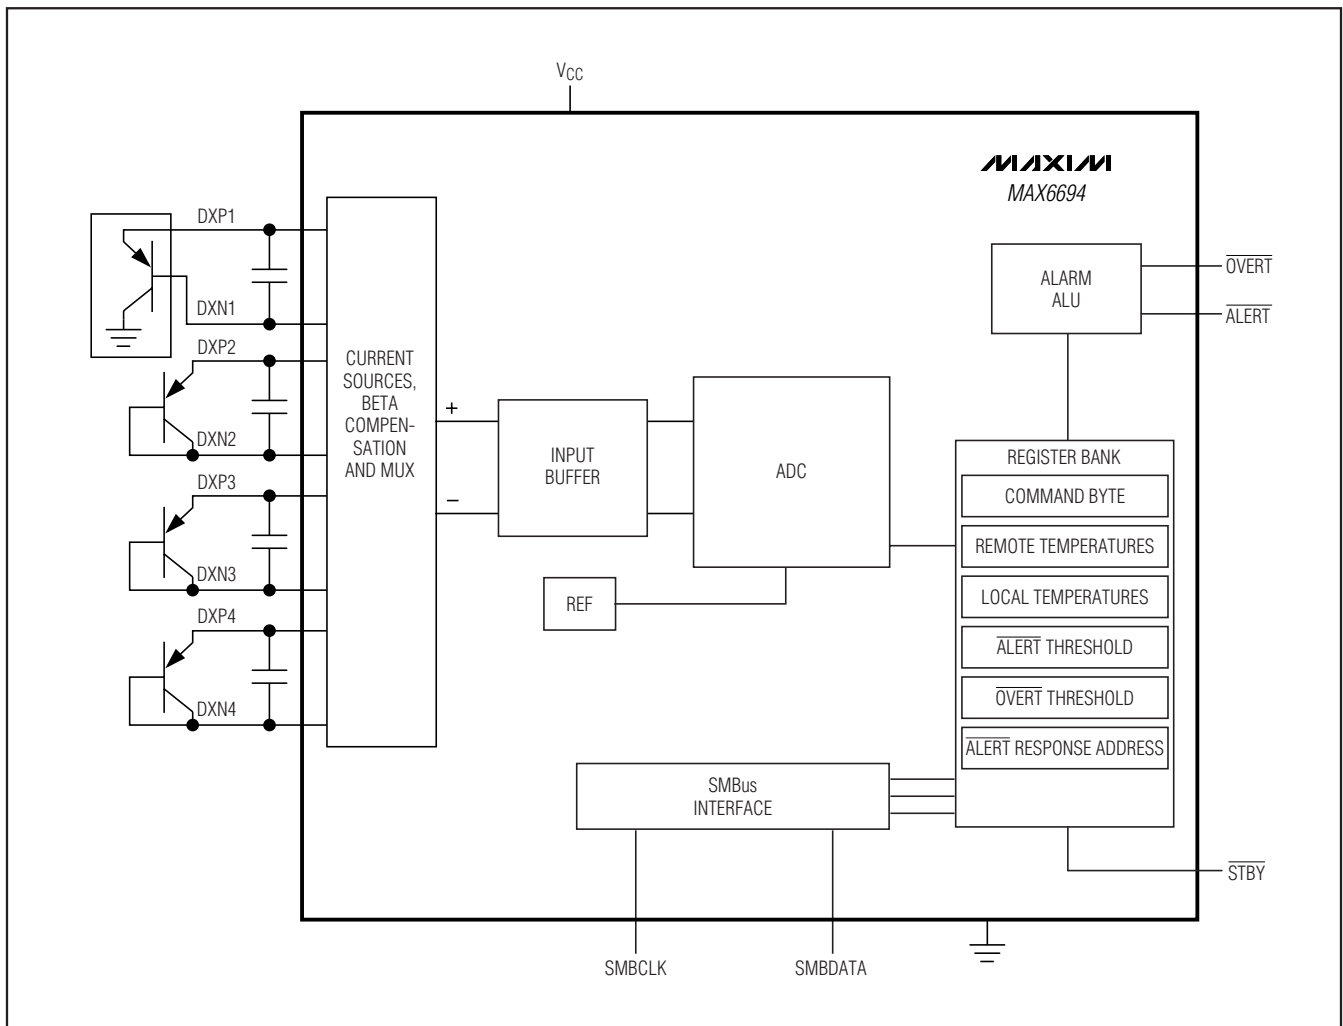 VCC
MAXIM
MAX6694
DXP1
DXN1
DXP2
DXN2
DXP3
DXN3
DXP4
DXN4
CURRENT
SOURCES,
BETA
COMPEN-
SATION
AND MUX
+
−
INPUT
BUFFER
ADC
REF
ALARM
ALU
OVERT
ALERT
REGISTER BANK
COMMAND BYTE
REMOTE TEMPERATURES
LOCAL TEMPERATURES
ALERT THRESHOLD
OVERT THRESHOLD
ALERT RESPONSE ADDRESS
SMBus
INTERFACE
STBY
SMBCLK
SMBDATA